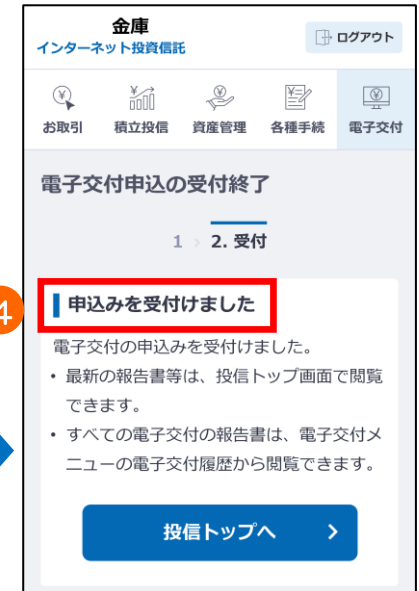 金庫
インターネット投資信託
ログアウト
お取引 積立投信 資産管理 各種手続 電子交付
電子交付申込の受付終了
1 › 2. 受付
4
申込みを受付けました
電子交付の申込みを受付けました。
• 最新の報告書等は、投信トップ画面で閲覧
できます。
• すべての電子交付の報告書は、電子交付メ
ニューの電子交付履歴から閲覧できます。
投信トップへ